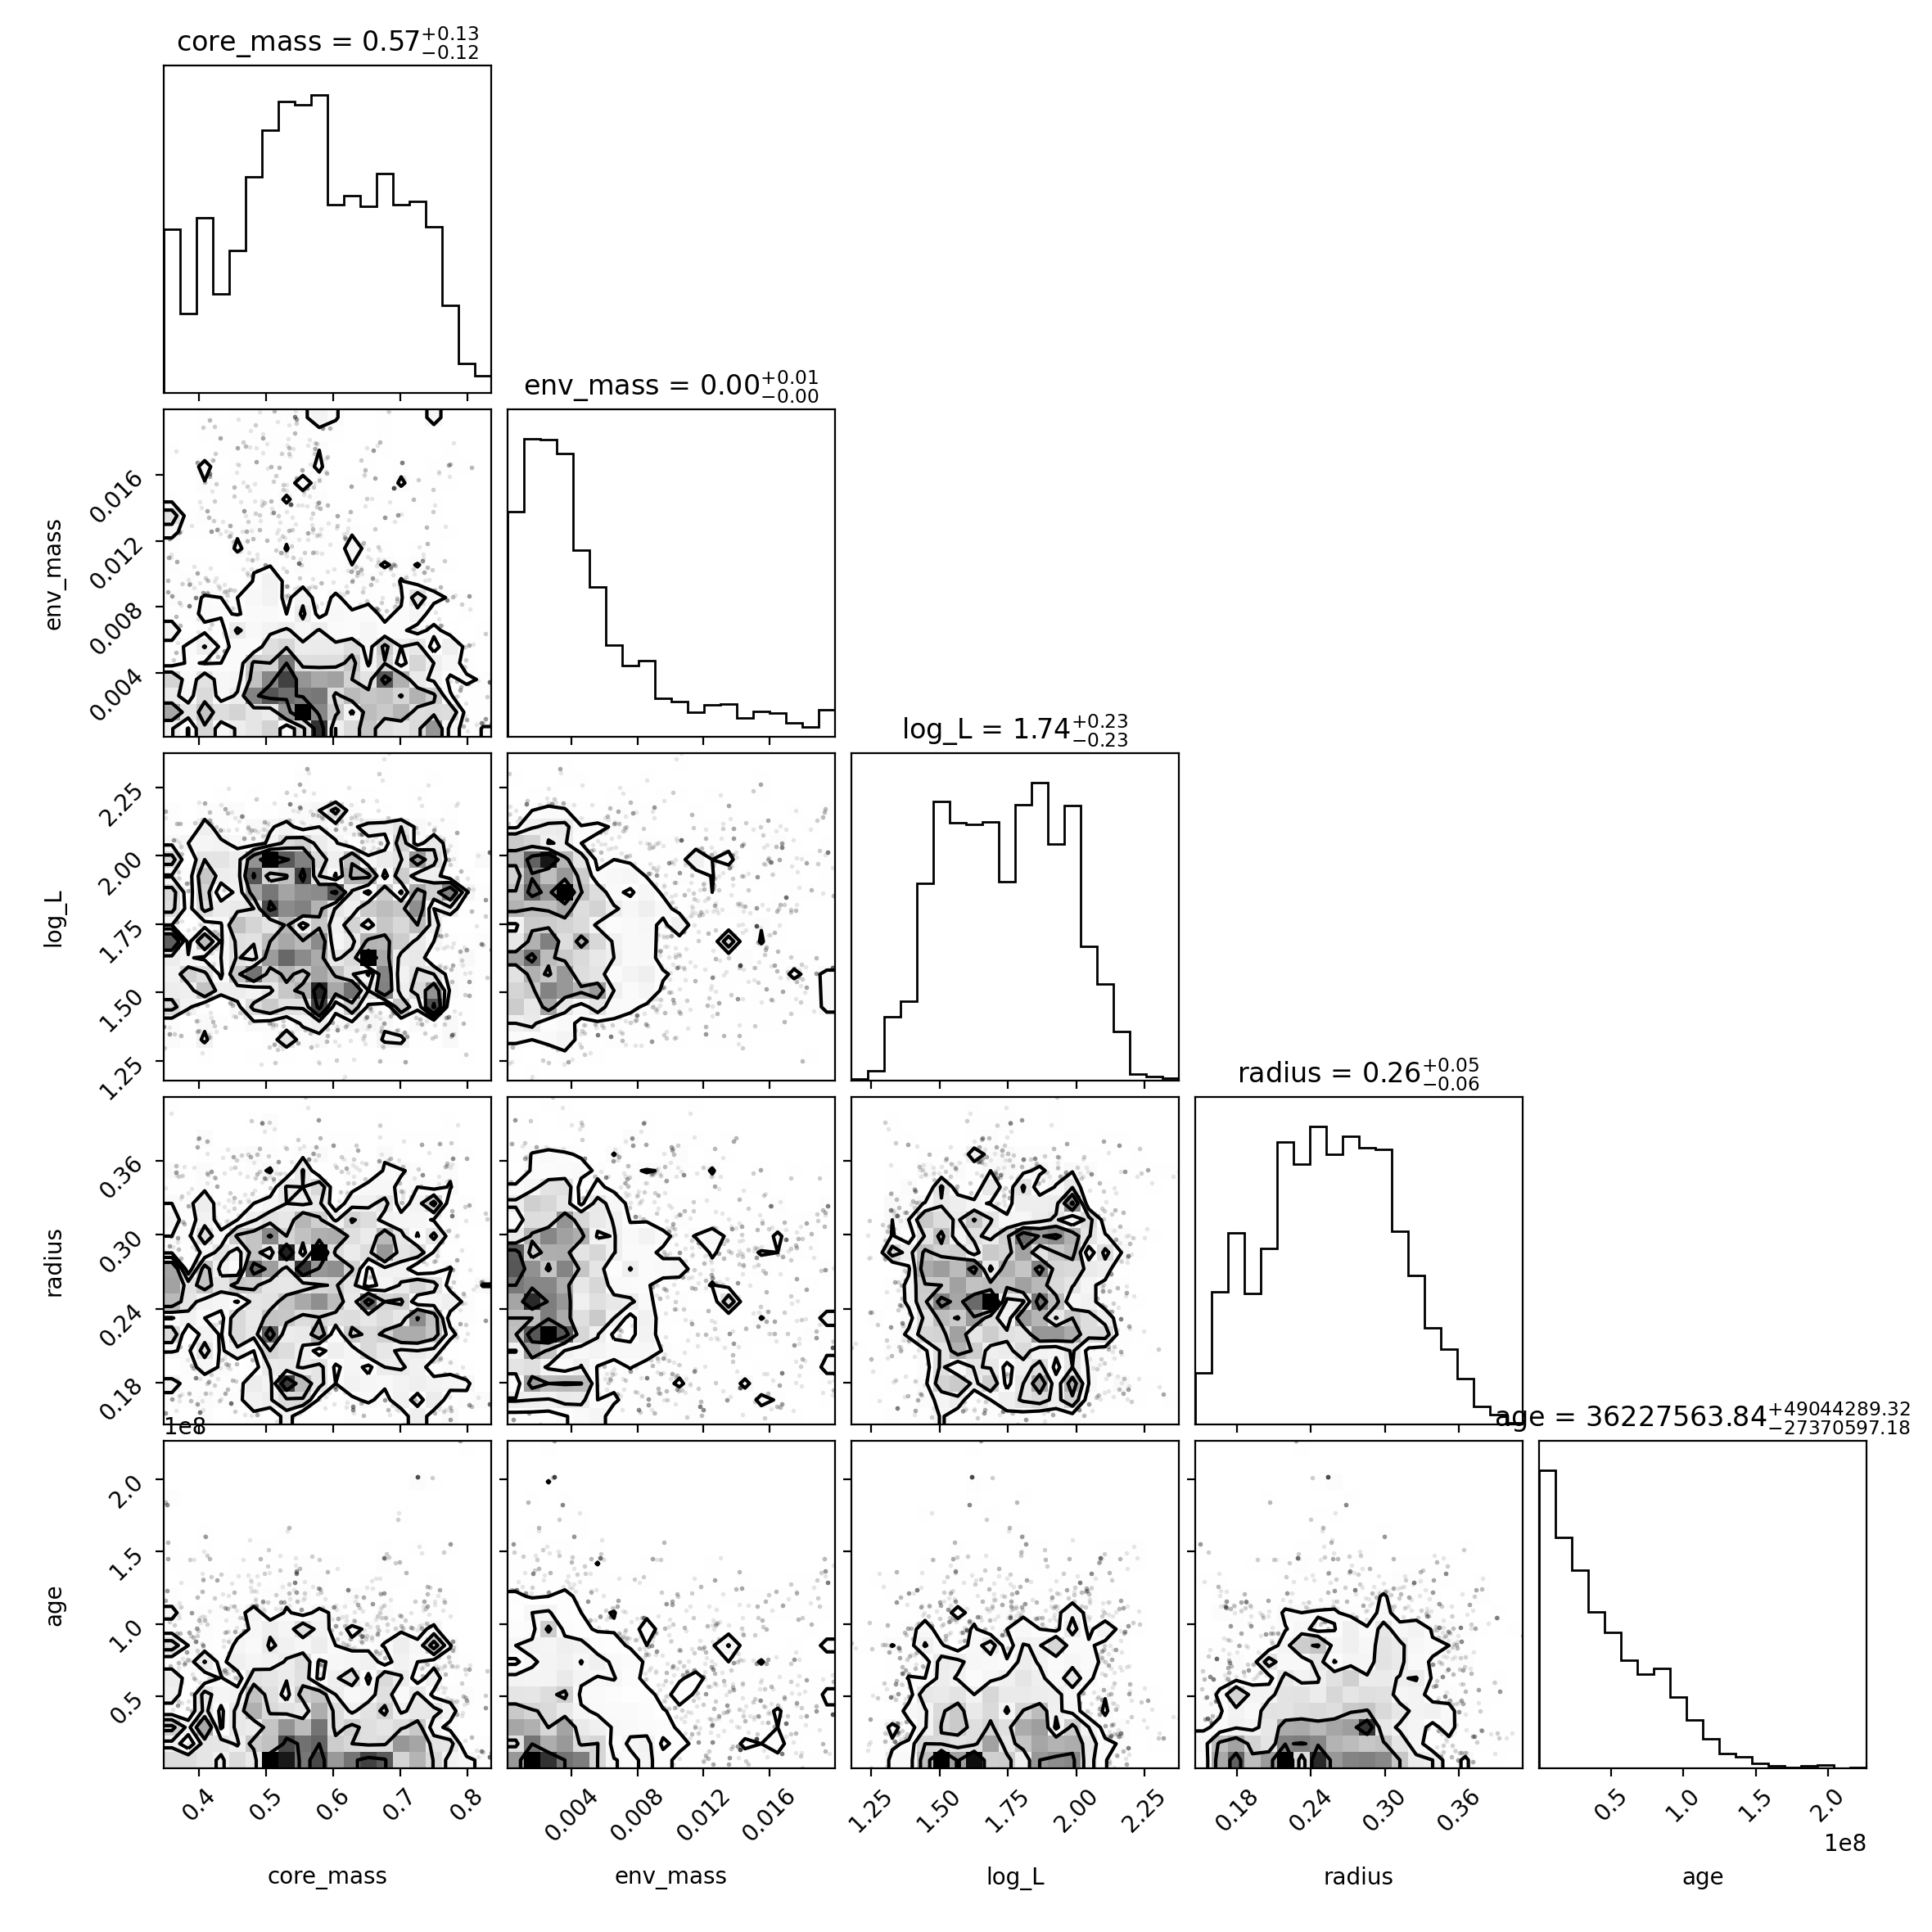 core_mass = 0.57 +0.13 −0.12
env_mass = 0.00 +0.01 −0.00
0.016
0.012
0.008
0.004
env_mass
log_L = 1.74 +0.23 −0.23
2.25
2.00
1.75
1.50
1.25
log_L
radius = 0.26 +0.05 −0.06
0.36
0.30
0.24
0.18
radius
1e8
age = 36227563.84 +49044289.32 −27370597.18
2.0
1.5
1.0
0.5
age
0.4 0.5 0.6 0.7 0.8
0.004 0.008 0.012 0.016
1.25 1.50 1.75 2.00 2.25
0.18 0.24 0.30 0.36
0.5 1.0 1.5 2.0
1e8
core_mass
env_mass
log_L
radius
age